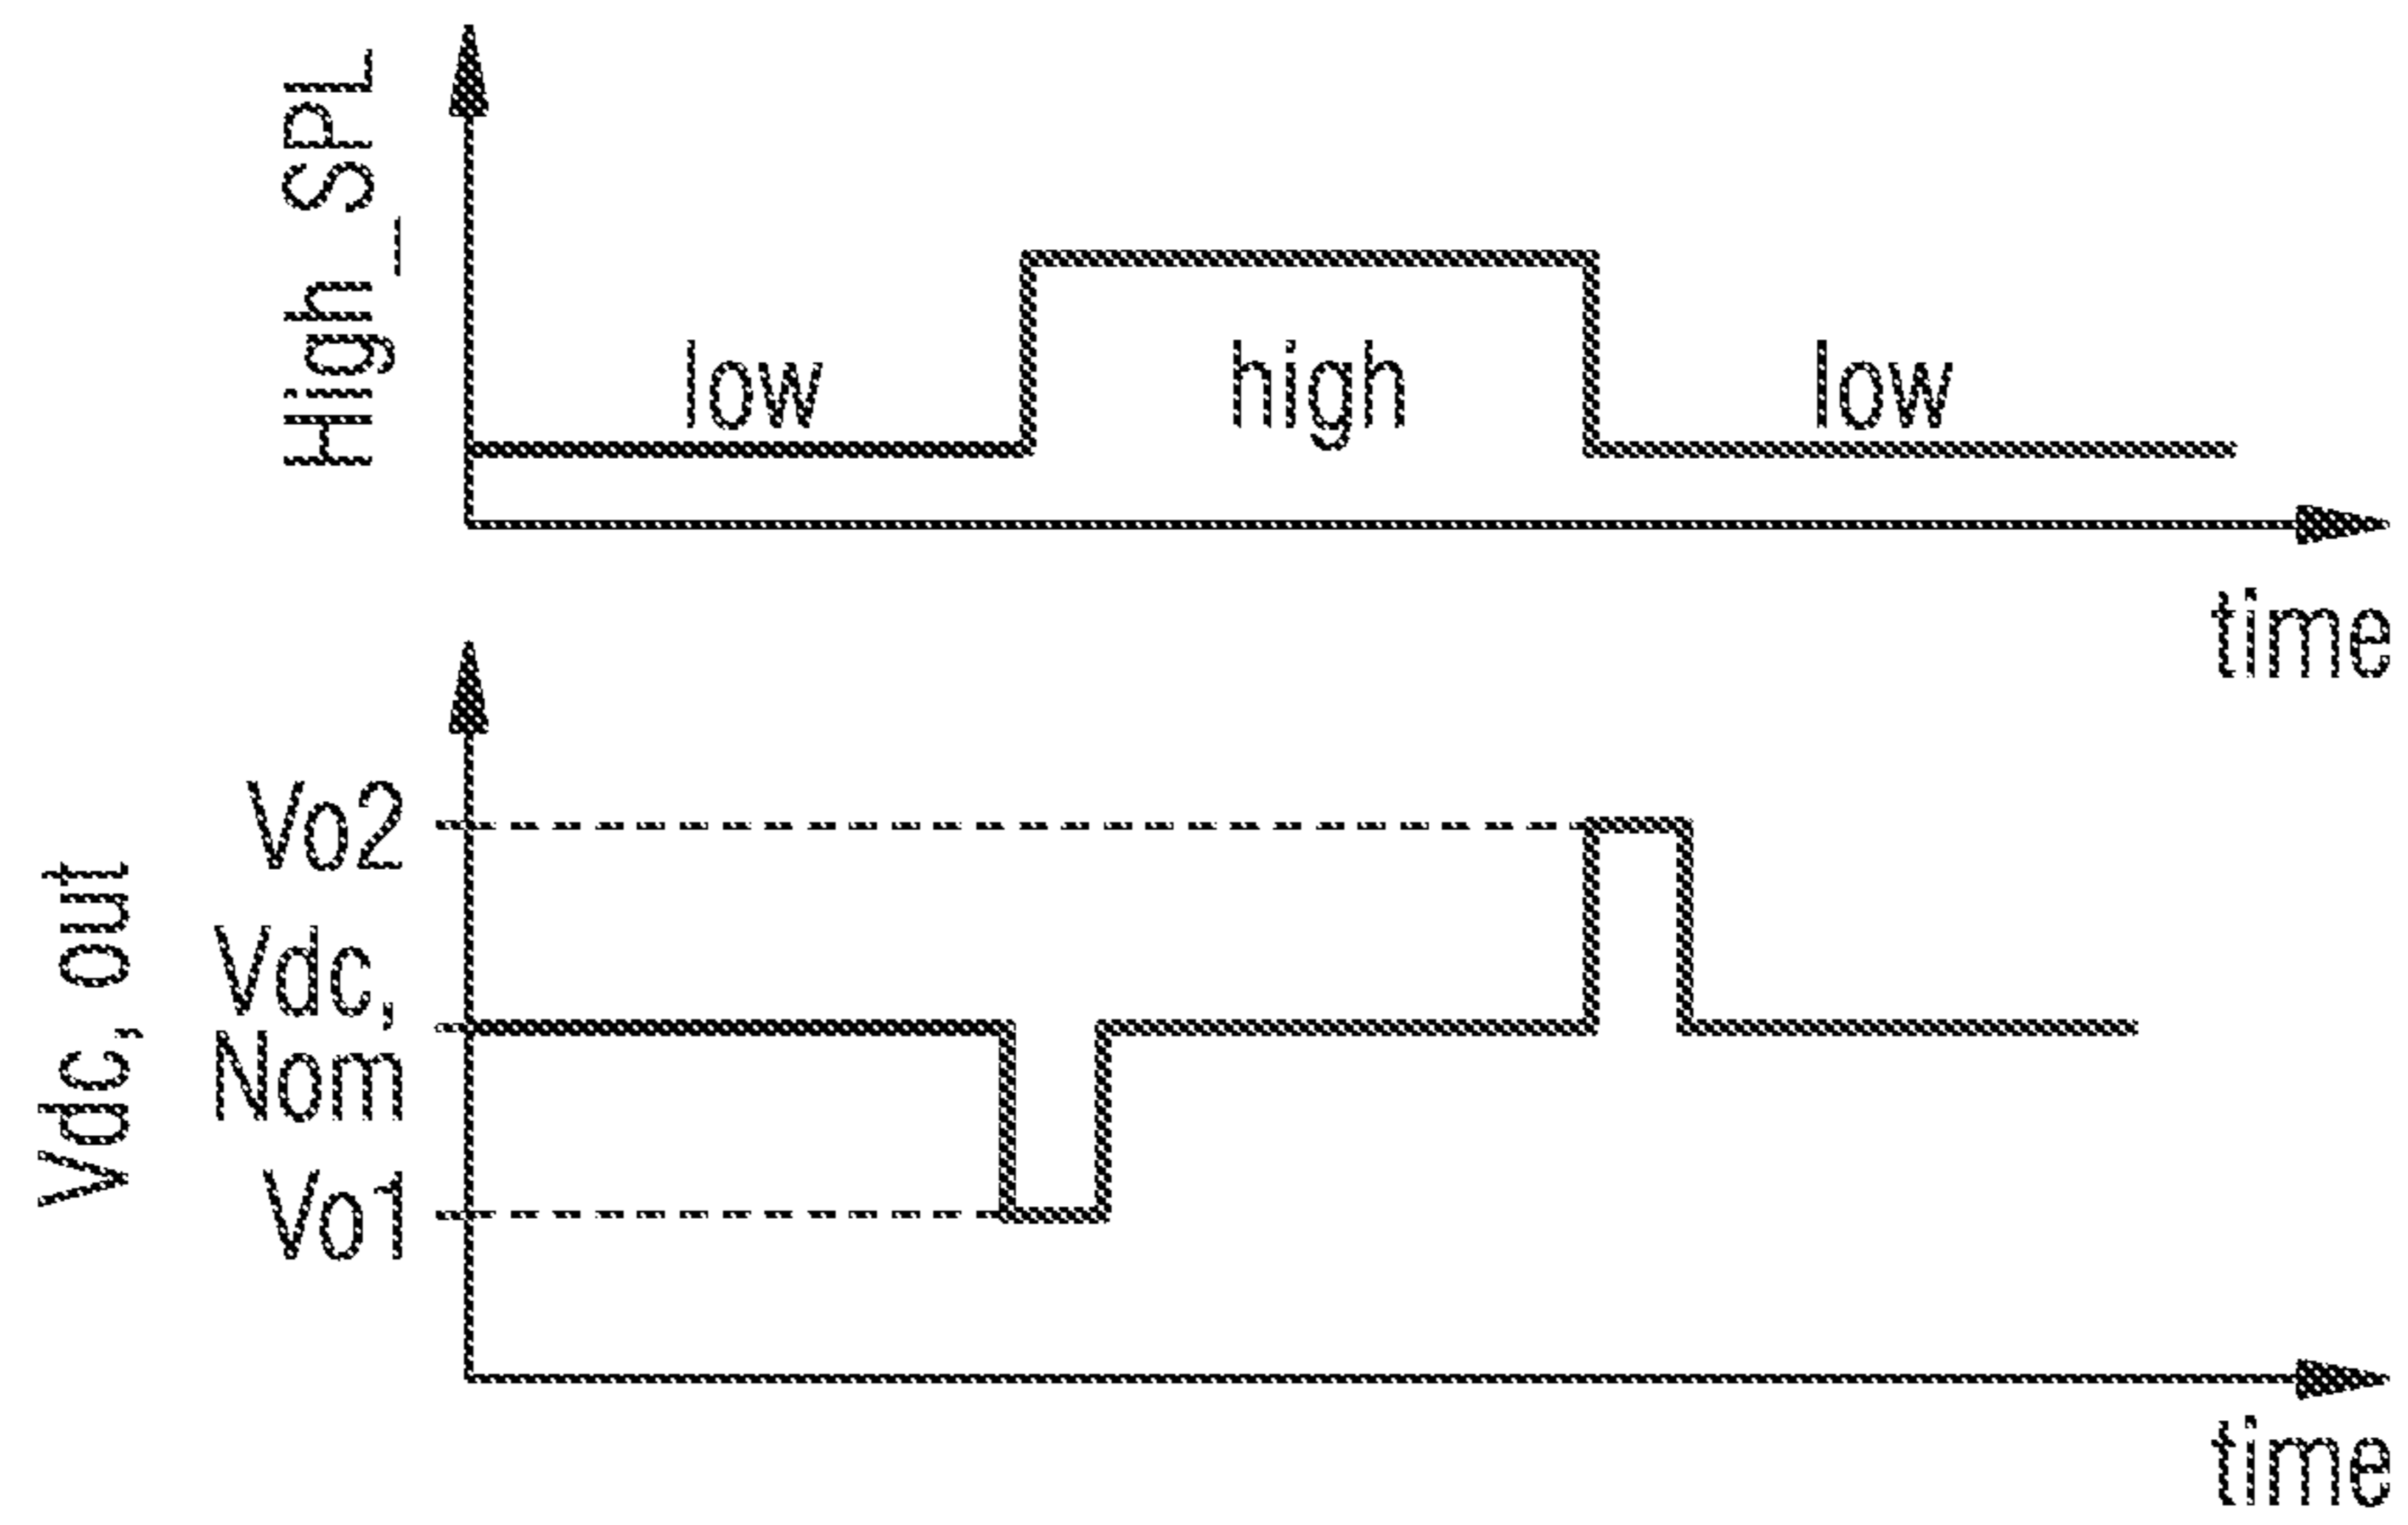 High_SPL
low
high
low
time
Vdc, out
Vo2
Vdc,
Nom
Vo1
time